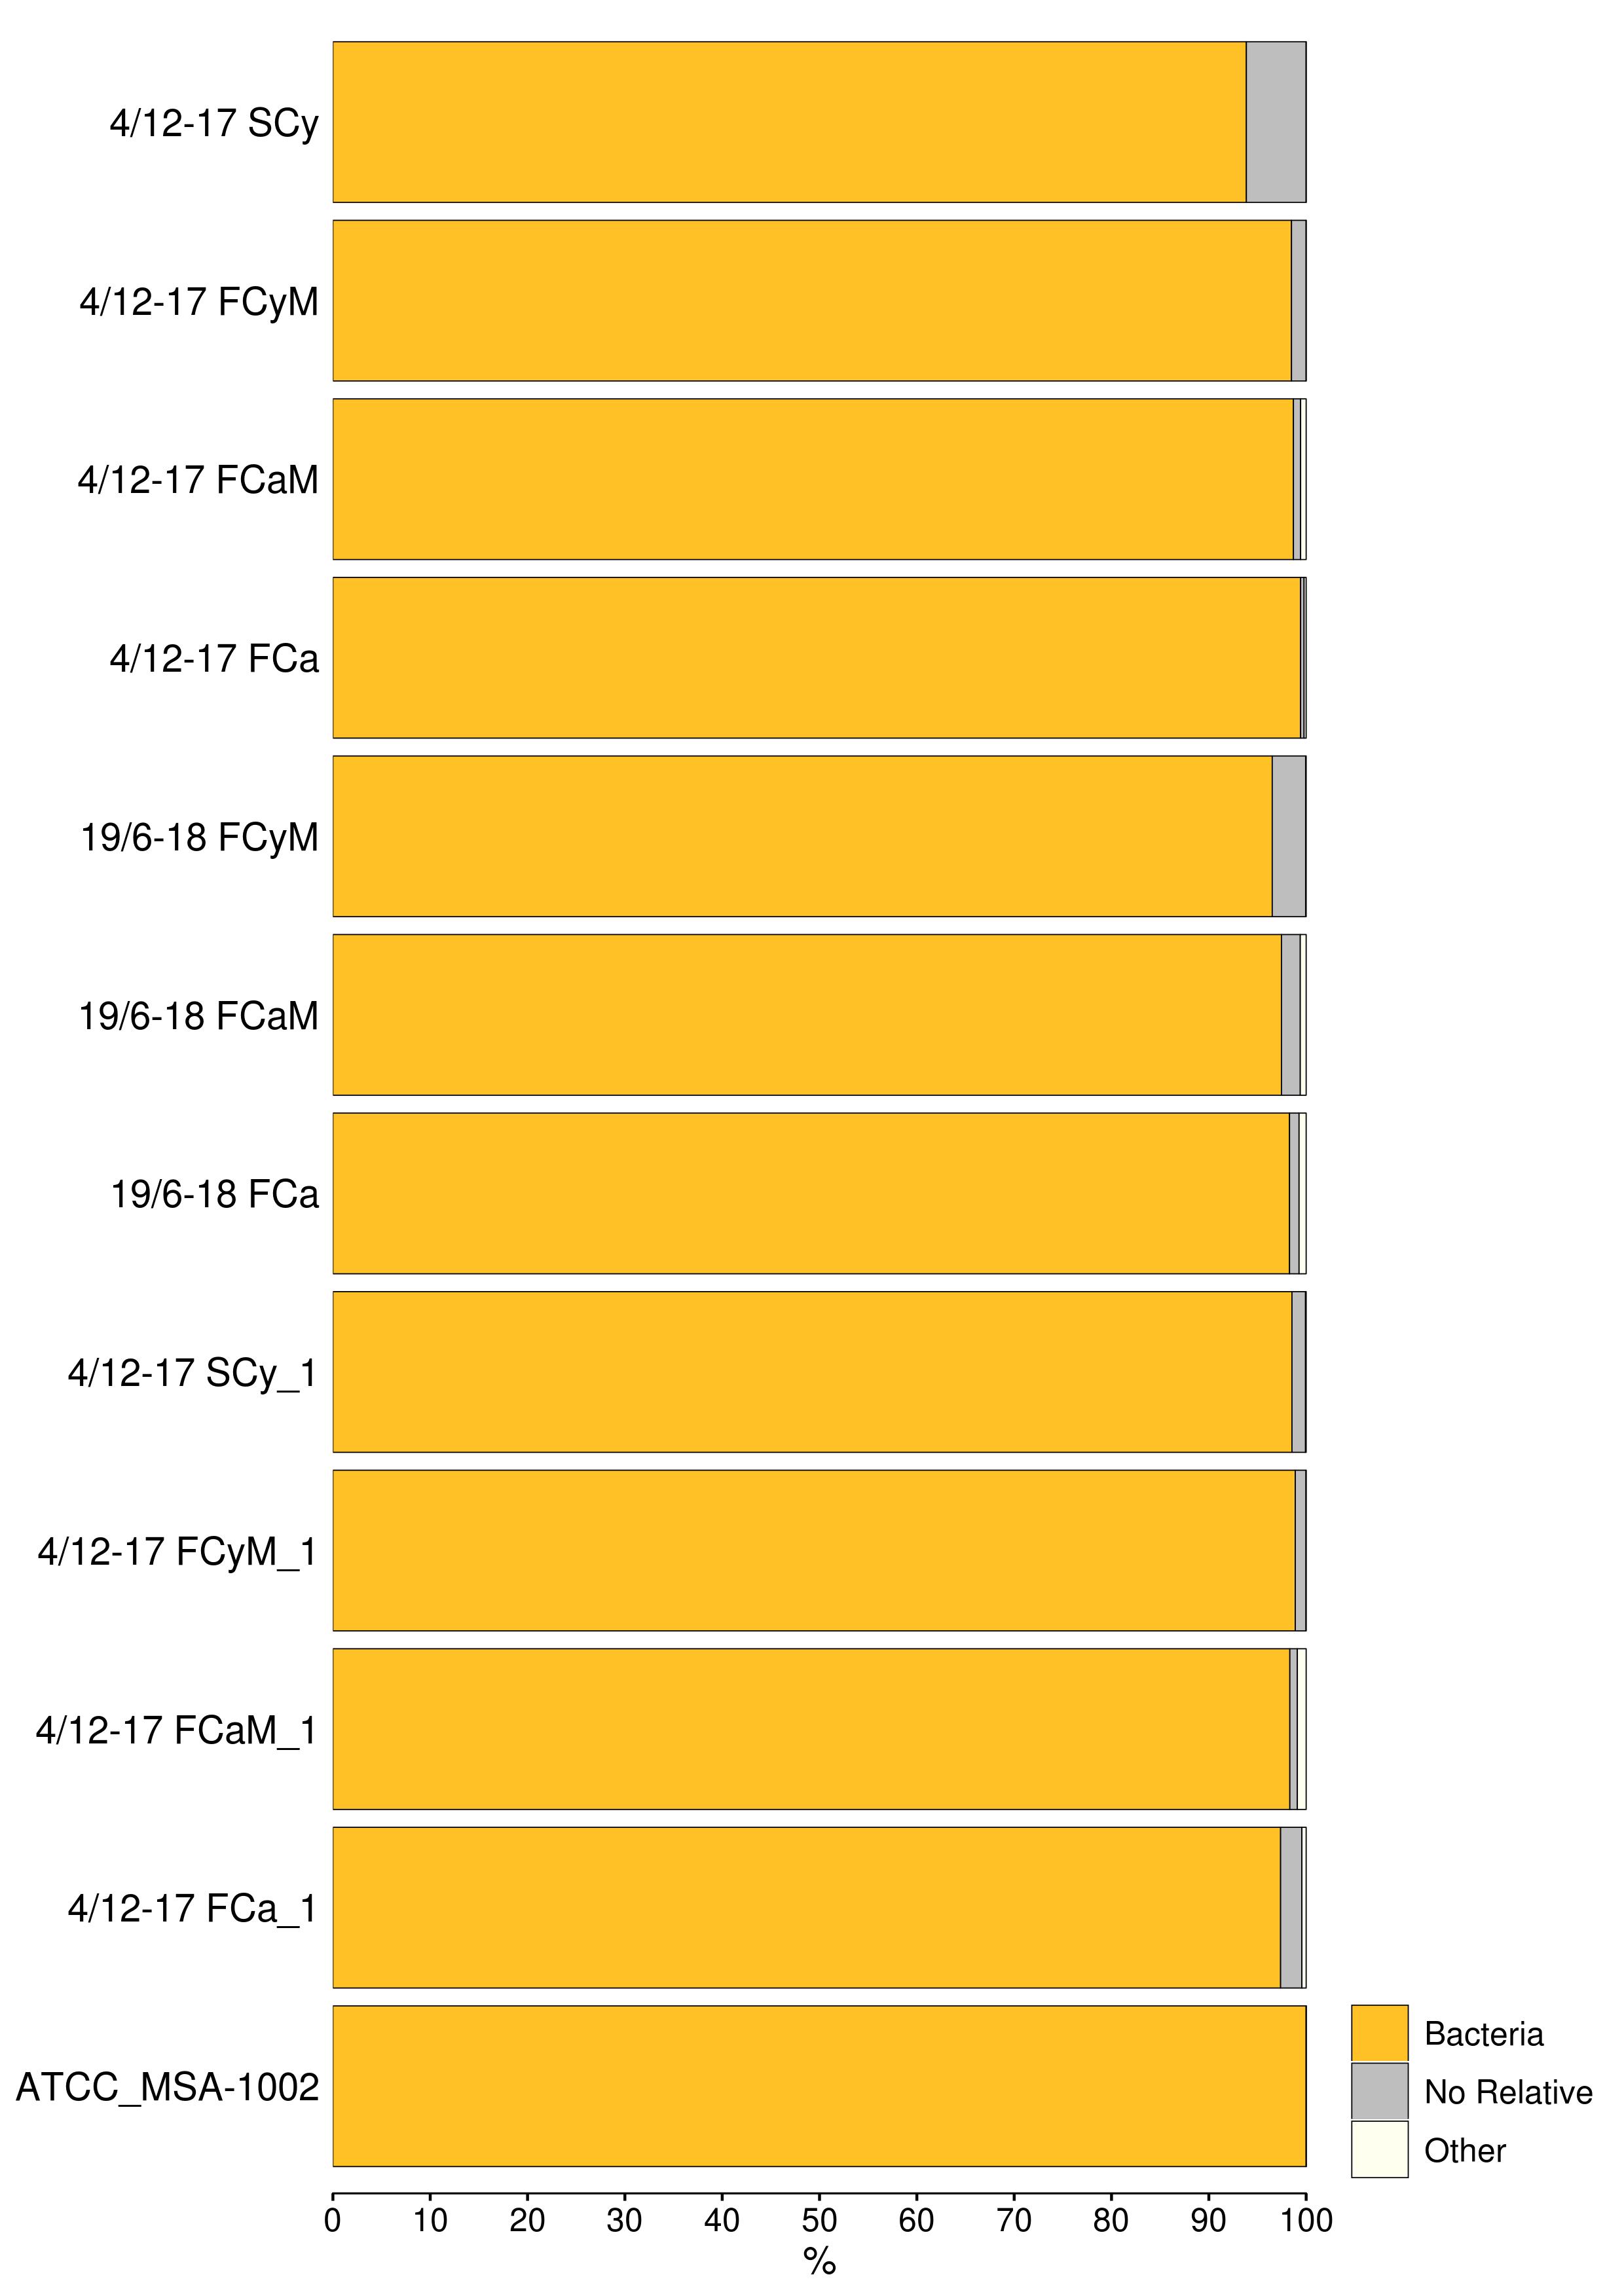 4/12-17 SCy
4/12-17 FCyM
4/12-17 FCaM
4/12-17 FCa
19/6-18 FCyM
19/6-18 FCaM
19/6-18 FCa
4/12-17 SCy_1
4/12-17 FCyM_1
4/12-17 FCaM_1
4/12-17 FCa_1
ATCC_MSA-1002
Bacteria
No Relative
Other
0 10 20 30 40 50 60 70 80 90 100
%